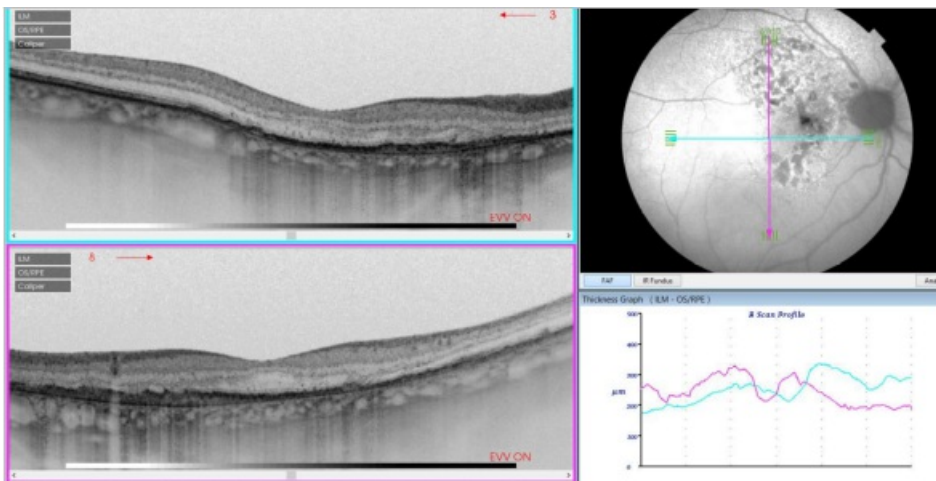 ILM
OS/RPE
Caliper
3
EVV ON
ILM
OS/RPE
Caliper
8
EVV ON
FAF
IR Fundus
Ana
Thickness Graph ( ILM - OS/RPE )
B Scan Profile
500
400
µm
300
200
100
0